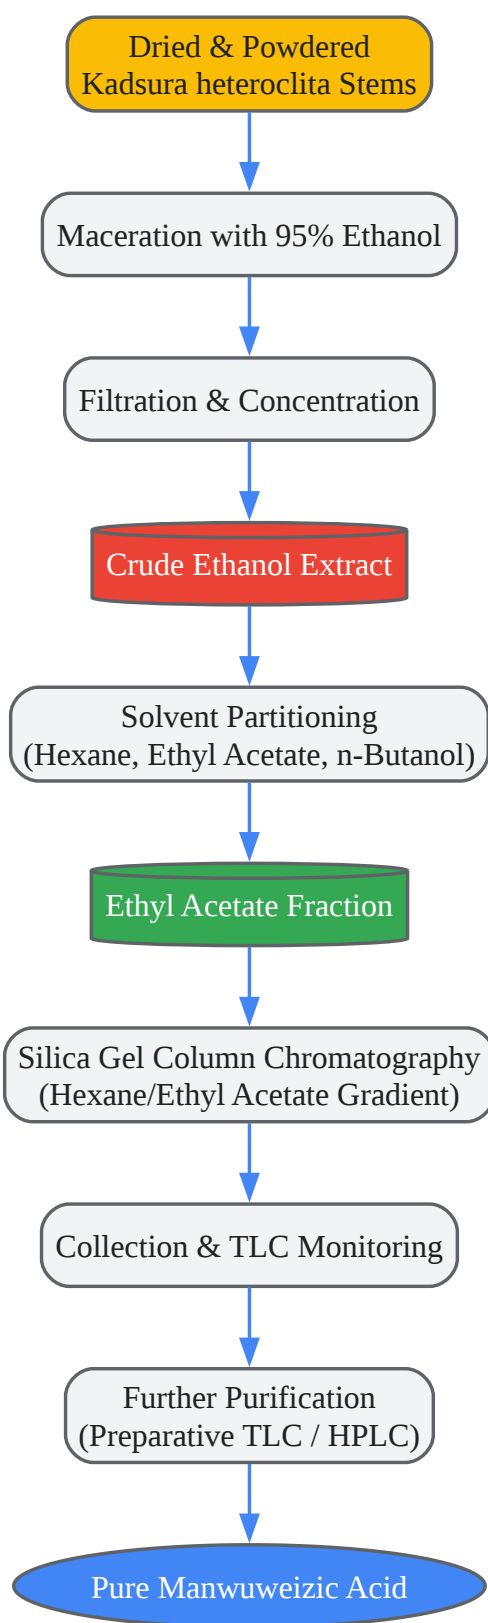 Dried & Powdered
Kadsura heteroclita Stems
Maceration with 95% Ethanol
Filtration & Concentration
Crude Ethanol Extract
Solvent Partitioning
(Hexane, Ethyl Acetate, n-Butanol)
Ethyl Acetate Fraction
Silica Gel Column Chromatography
(Hexane/Ethyl Acetate Gradient)
Collection & TLC Monitoring
Further Purification
(Preparative TLC / HPLC)
Pure Manwuweizic Acid